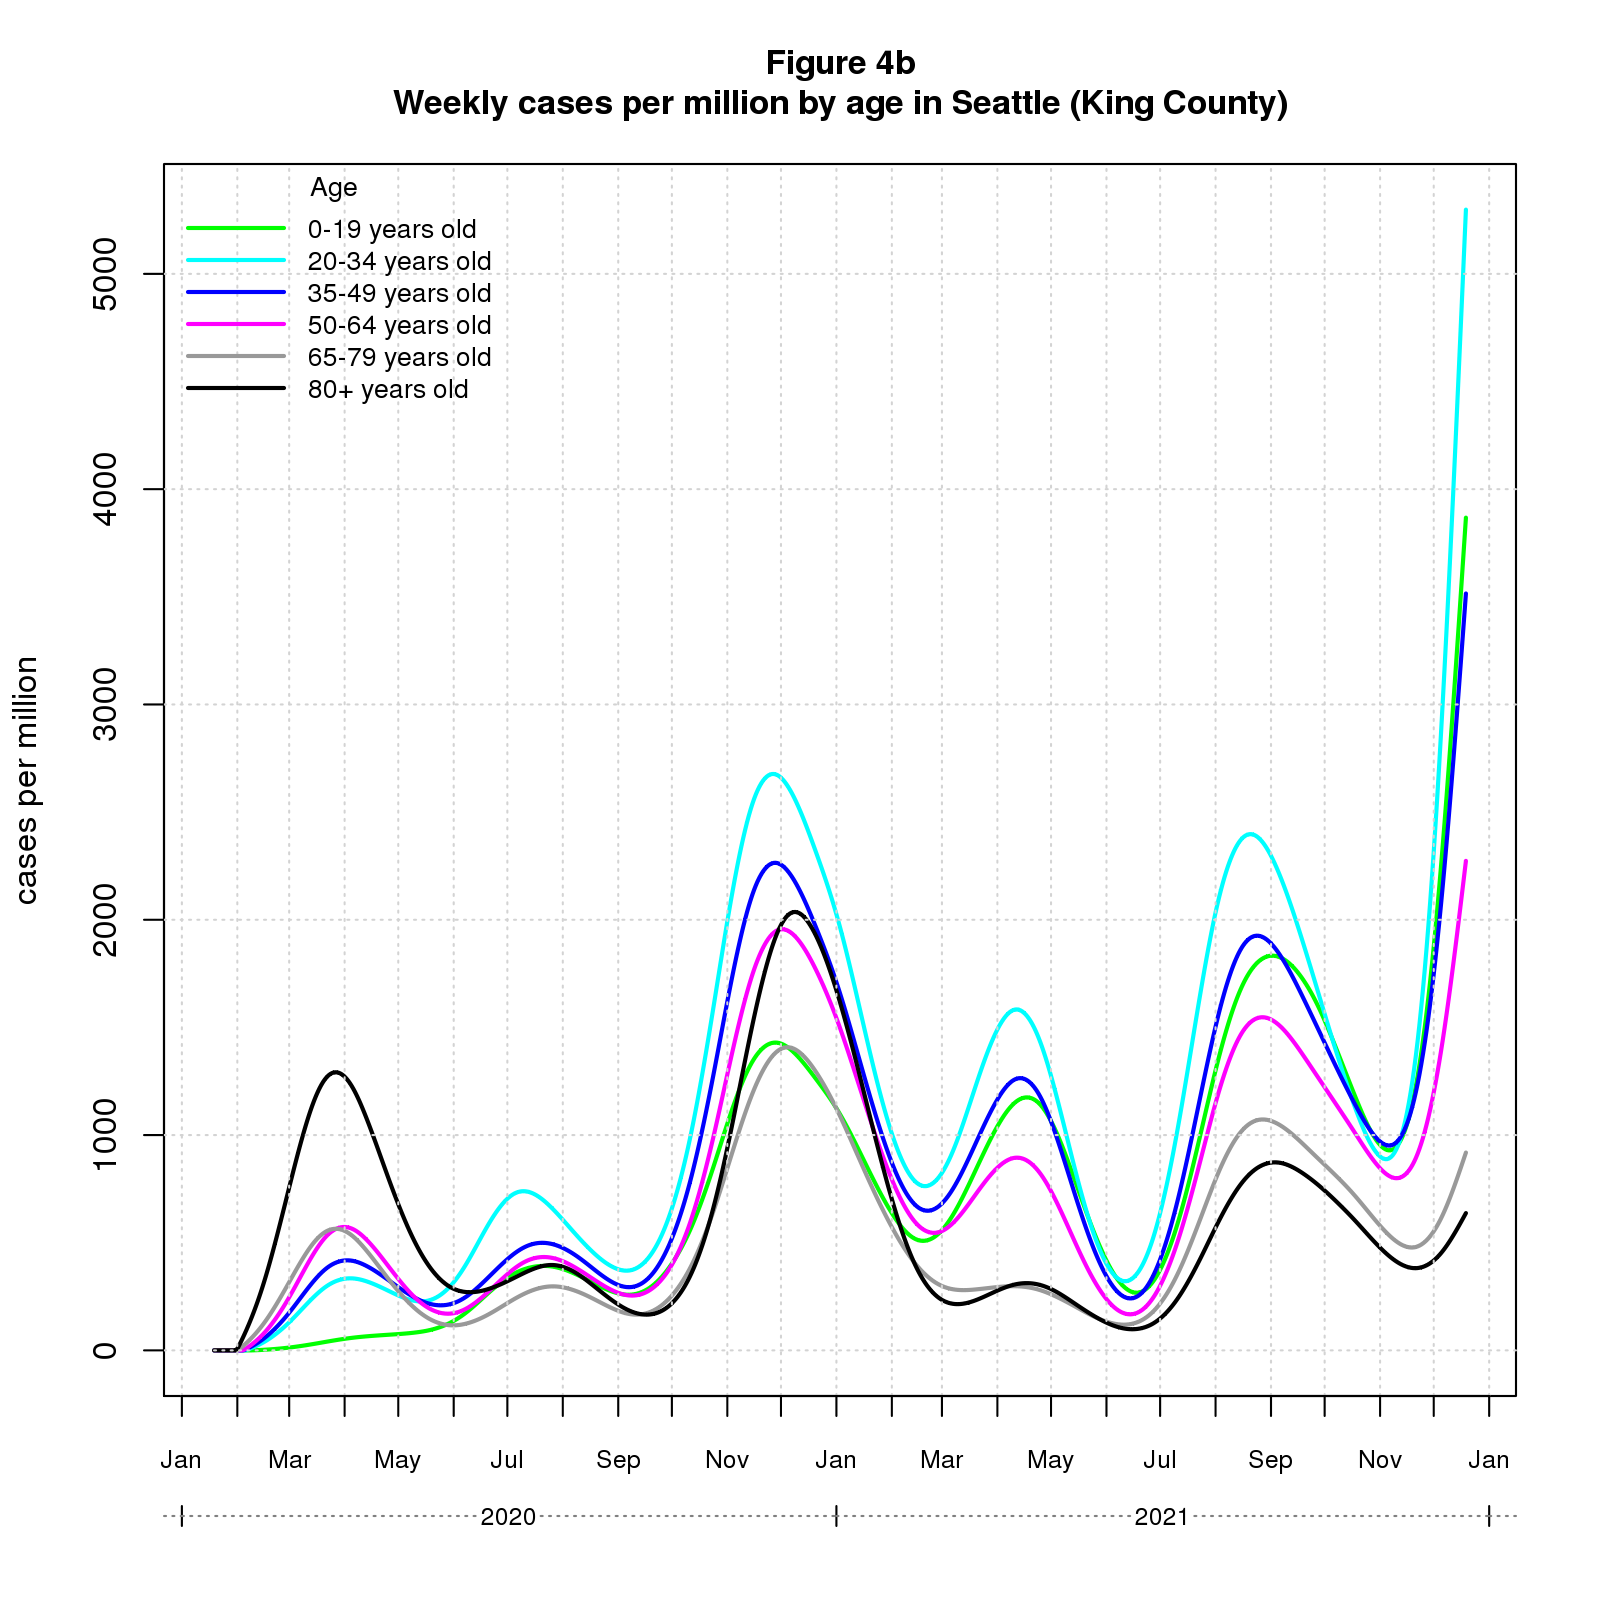 Figure 4b
Weekly cases per million by age in Seattle (King County)
Age
0-19 years old
20-34 years old
35-49 years old
50-64 years old
65-79 years old
80+ years old
cases per million
5000
4000
3000
2000
1000
0
Jan Mar May Jul Sep Nov Jan Mar May Jul Sep Nov Jan
2020 2021